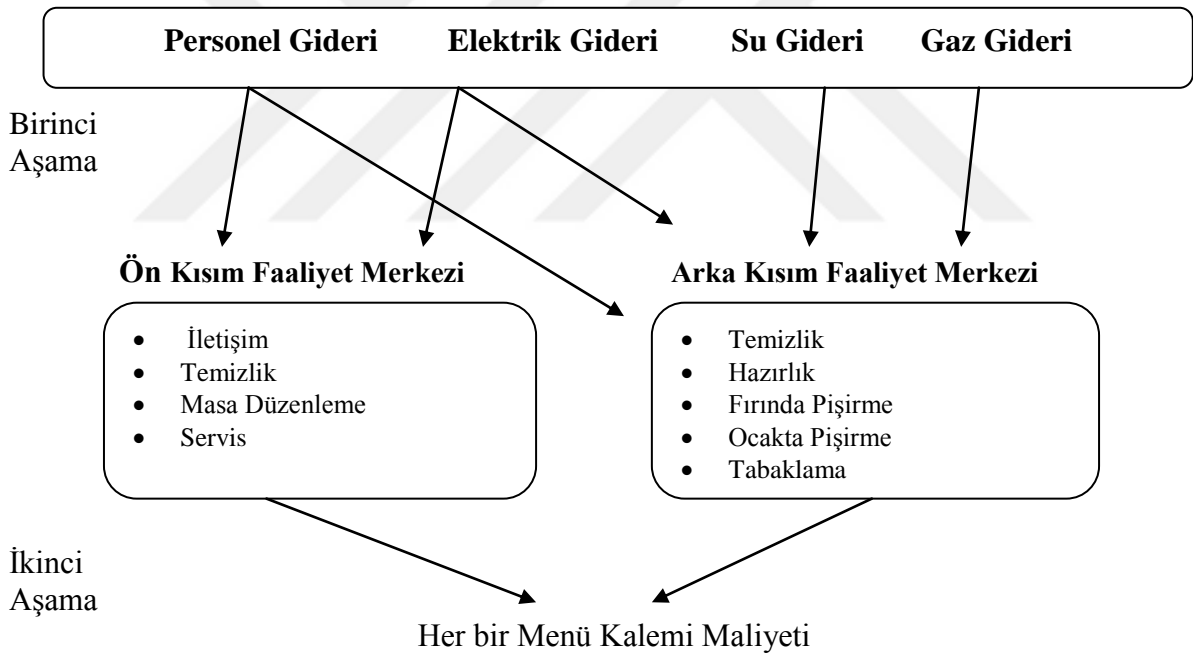 Personel Gideri Elektrik Gideri Su Gideri Gaz Gideri
Birinci
Aşama
Ön Kısım Faaliyet Merkezi
• İletişim
• Temizlik
• Masa Düzenleme
• Servis
Arka Kısım Faaliyet Merkezi
• Temizlik
• Hazırlık
• Fırında Pişirme
• Ocakta Pişirme
• Tabaklama
İkinci
Aşama
Her bir Menü Kalemi Maliyeti